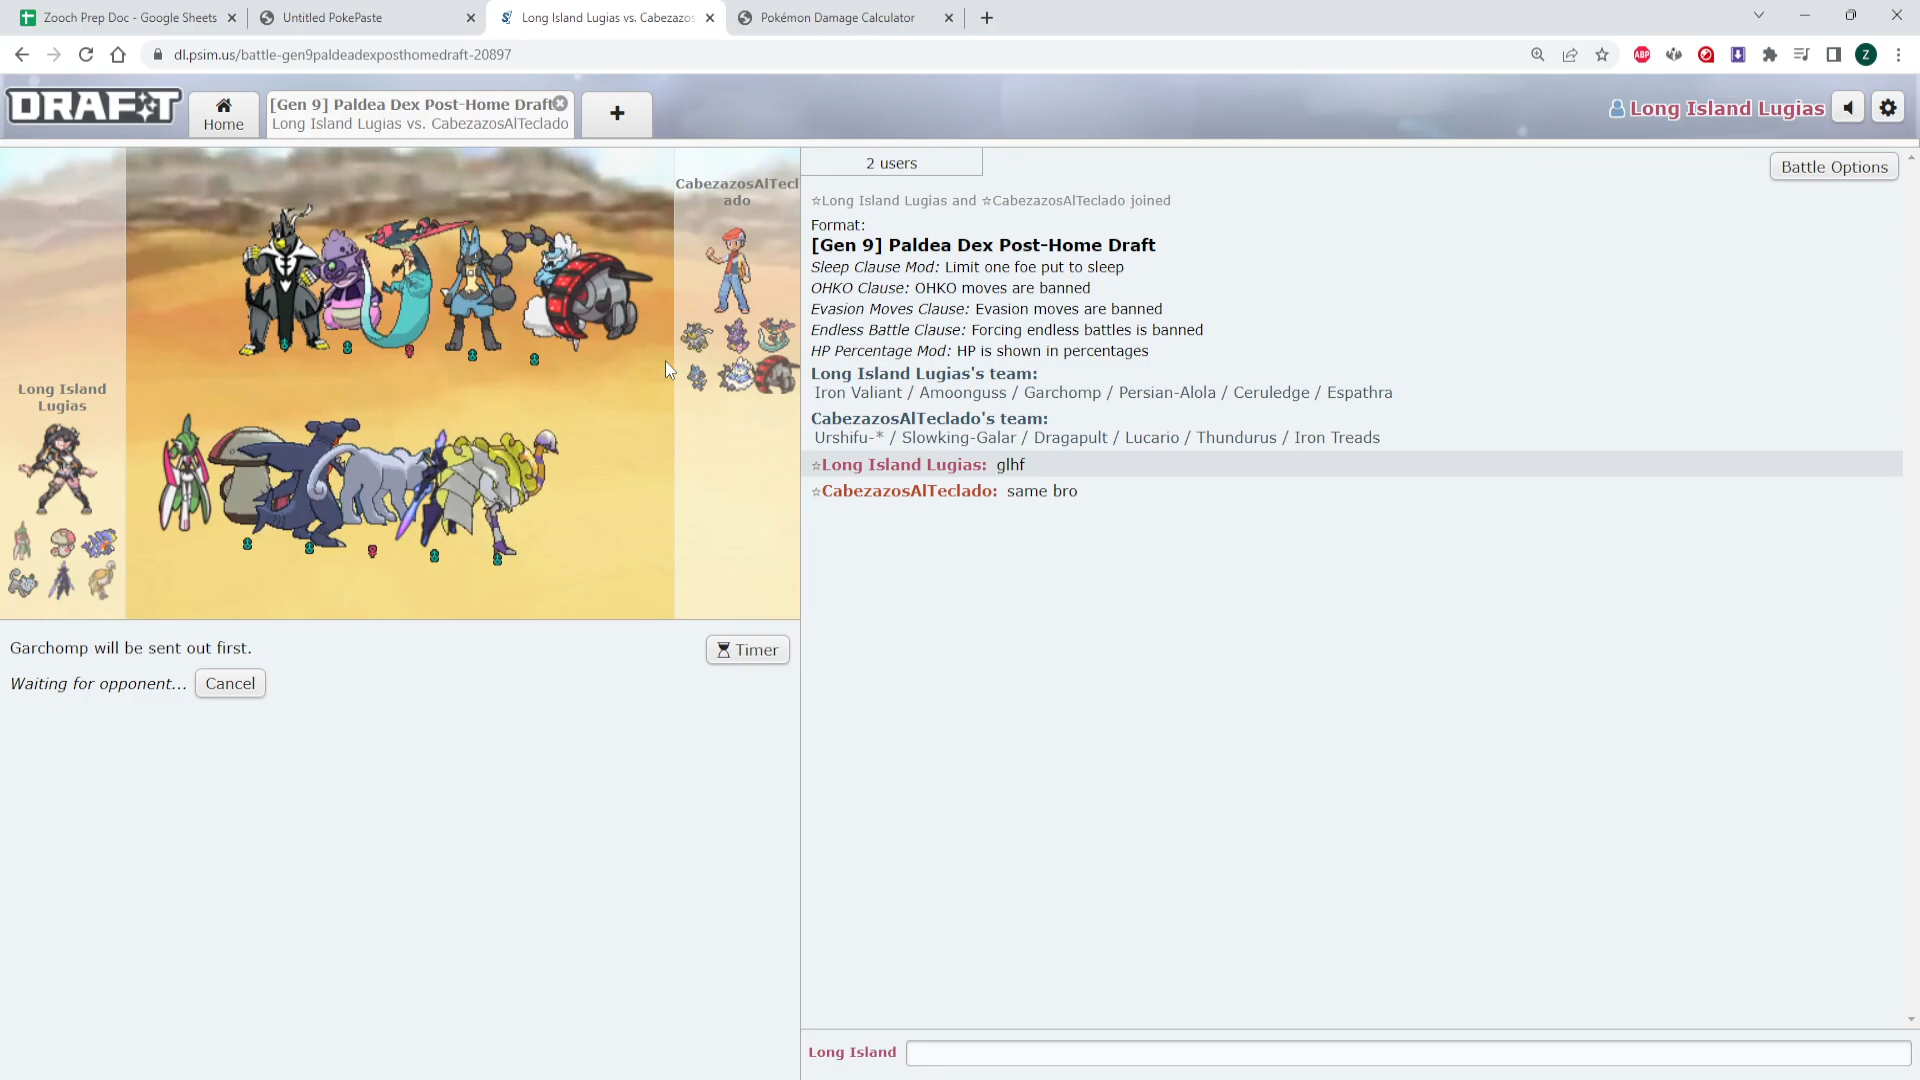 Zooch Prep Doc - Google Sheets
Untitled PokePaste
Long Island Lugias vs. Cabezazos
Pokémon Damage Calculator
dl.psim.us/battle-gen9paldeadexposthomedraft-20897
ABP
Z
DRAFT
Home
[Gen 9] Paldea Dex Post-Home Draft
Long Island Lugias vs. CabezazosAlTeclado
Long Island Lugias
2 users
Battle Options
☆Long Island Lugias and ☆CabezazosAlTeclado joined
Format:
[Gen 9] Paldea Dex Post-Home Draft
Sleep Clause Mod: Limit one foe put to sleep
OHKO Clause: OHKO moves are banned
Evasion Moves Clause: Evasion moves are banned
Endless Battle Clause: Forcing endless battles is banned
HP Percentage Mod: HP is shown in percentages
Long Island Lugias's team:
Iron Valiant / Amoonguss / Garchomp / Persian-Alola / Ceruledge / Espathra
CabezazosAlTeclado's team:
Urshifu-* / Slowking-Galar / Dragapult / Lucario / Thundurus / Iron Treads
☆Long Island Lugias: glhf
☆CabezazosAlTeclado: same bro
CabezazosAlTecl
ado
Long Island
Lugias
Garchomp will be sent out first.
Timer
Waiting for opponent...
Cancel
Long Island